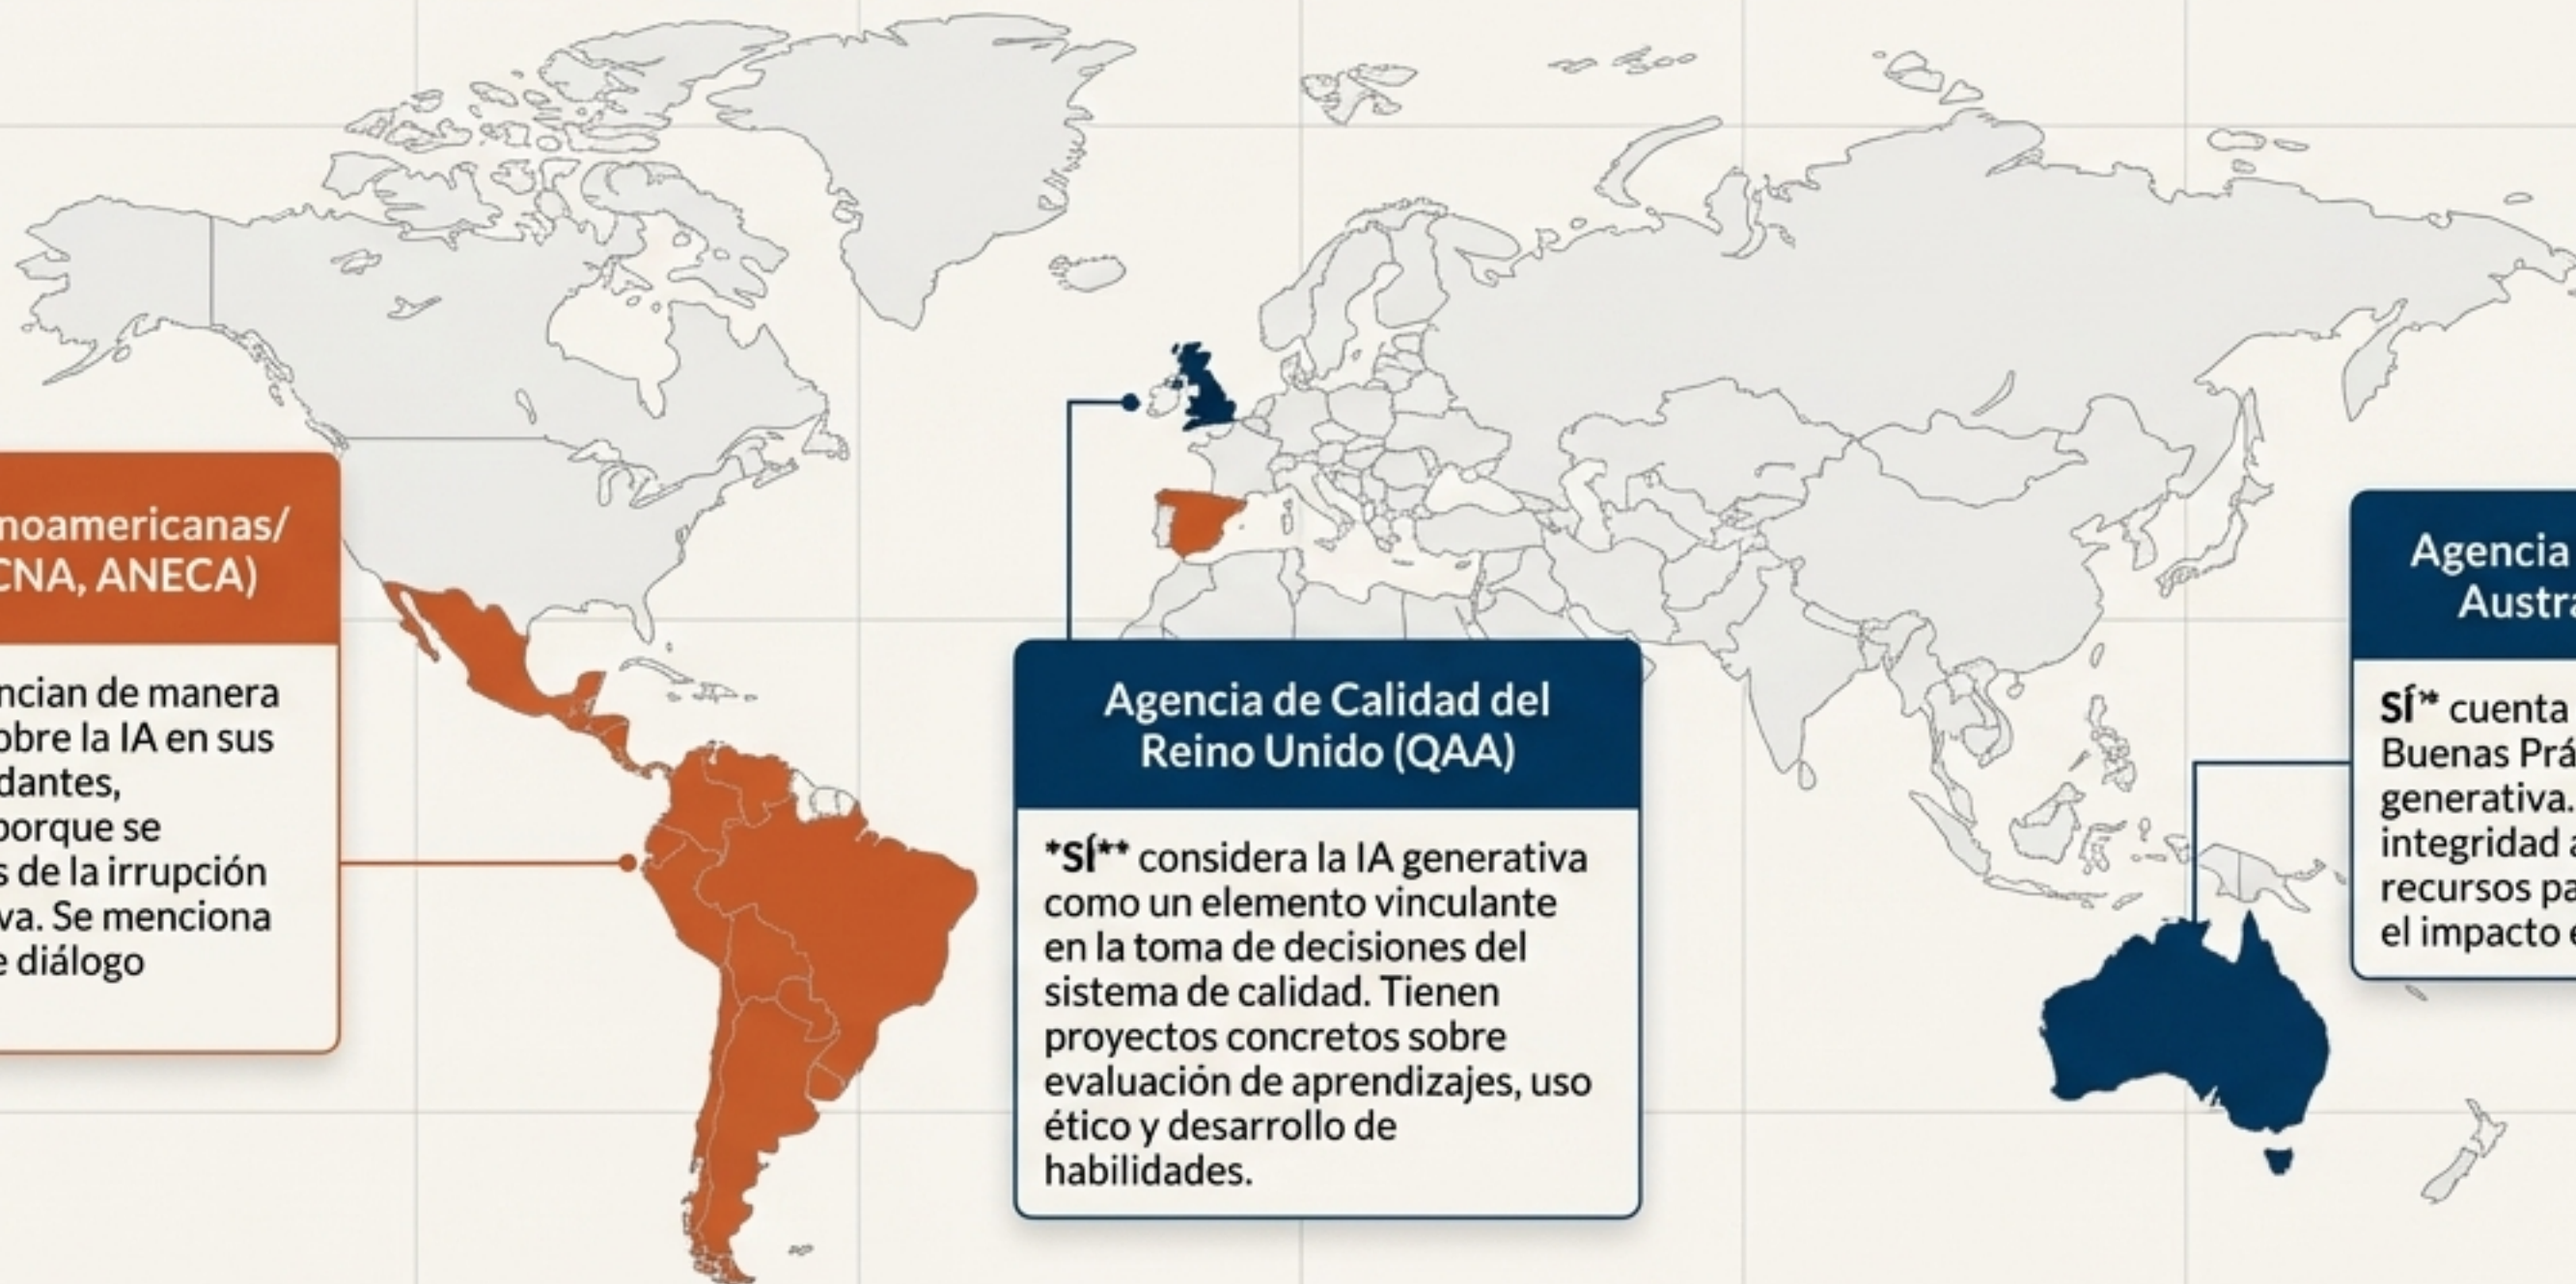 noamericanas/
CNA, ANECA)
ncian de manera
obre la IA en sus
dantes,
porque se
s de la irrupción
va. Se menciona
e diálogo
Agencia de Calidad del
Reino Unido (QAA)
*SÍ** considera la IA generativa
como un elemento vinculante
en la toma de decisiones del
sistema de calidad. Tienen
proyectos concretos sobre
evaluación de aprendizajes, uso
ético y desarrollo de
habilidades.
Agencia
Austra
SÍ** cuenta
Buenas Prá
generativa.
integridad a
recursos pa
el impacto e